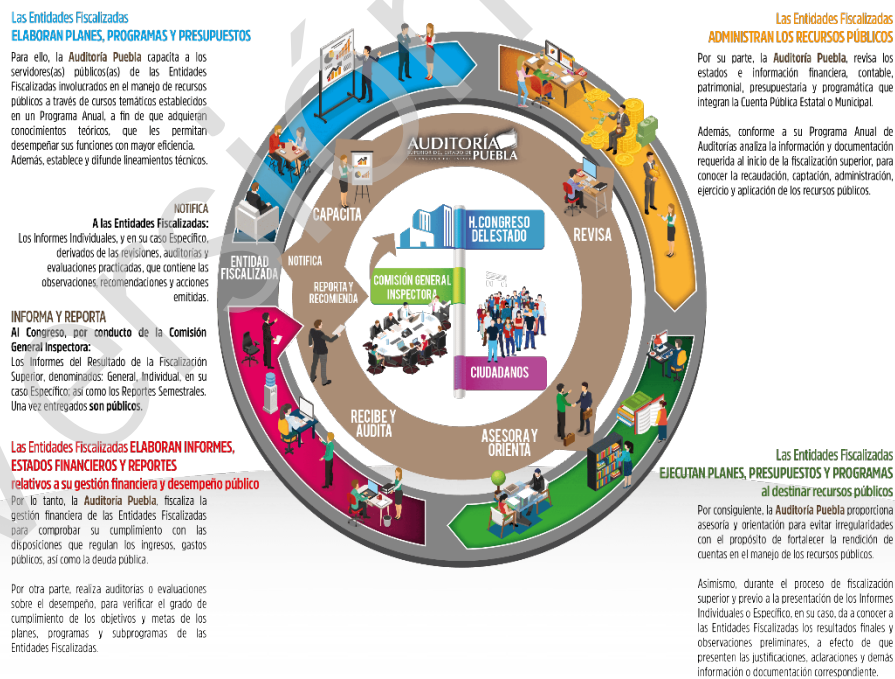 Las Entidades Fiscalizadas
ELABORAN PLANES, PROGRAMAS Y PRESUPUESTOS
Para ello, la Auditoría Puebla capacita a los
servidores(as) públicos(as) de las Entidades
Fiscalizadas involucrados en el manejo de recursos
públicos a través de cursos temáticos establecidos
en un Programa Anual, a fin de que adquieran
conocimientos teóricos, que les permitan
desempeñar sus funciones con mayor eficiencia.
Además, establece y difunde lineamientos técnicos.
NOTIFICA
A las Entidades Fiscalizadas:
Los Informes Individuales, y en su caso Específico,
derivados de las revisiones, auditorías y
evaluaciones practicadas, que contiene las
observaciones, recomendaciones y acciones
emitidas.
INFORMA Y REPORTA
Al Congreso, por conducto de la Comisión
General Inspectora:
Los Informes del Resultado de la Fiscalización
Superior, denominados: General, Individual, en su
caso Específico; así como los Reportes Semestrales.
Una vez entregados son públicos.
Las Entidades Fiscalizadas ELABORAN INFORMES,
ESTADOS FINANCIEROS Y REPORTES
relativos a su gestión financiera y desempeño público
Por lo tanto, la Auditoría Puebla, fiscaliza la
gestión financiera de las Entidades Fiscalizadas
para comprobar su cumplimiento con las
disposiciones que regulan los ingresos, gastos
públicos, así como la deuda pública.
Por otra parte, realiza auditorías o evaluaciones
sobre el desempeño, para verificar el grado de
cumplimiento de los objetivos y metas de los
planes, programas y subprogramas de las
Entidades Fiscalizadas.
AUDITORÍA
PUEBLA
CAPACITA
REVISA
H. CONGRESO
DEL ESTADO
ENTIDAD
FISCALIZADA
NOTIFICA
REPORTA Y
RECOMIENDA
COMISIÓN GENERAL
INSPECTORA
CIUDADANOS
RECIBE Y
AUDITA
ASESORA Y
ORIENTA
Las Entidades Fiscalizadas
ADMINISTRAN LOS RECURSOS PÚBLICOS
Por su parte, la Auditoría Puebla, revisa los
estados e información financiera, contable,
patrimonial, presupuestaria y programática que
integran la Cuenta Pública Estatal o Municipal.
Además, conforme a su Programa Anual de
Auditorías analiza la información y documentación
requerida al inicio de la fiscalización superior, para
conocer la recaudación, captación, administración,
ejercicio y aplicación de los recursos públicos.
Las Entidades Fiscalizadas
EJECUTAN PLANES, PRESUPUESTOS Y PROGRAMAS
al destinar recursos públicos
Por consiguiente, la Auditoría Puebla proporciona
asesoría y orientación para evitar irregularidades
con el propósito de fortalecer la rendición de
cuentas en el manejo de los recursos públicos.
Asimismo, durante el proceso de fiscalización
superior y previo a la presentación de los Informes
Individuales o Específico, en su caso, da a conocer a
las Entidades Fiscalizadas los resultados finales y
observaciones preliminares, a efecto de que
presenten las justificaciones, aclaraciones y demás
información o documentación correspondiente.